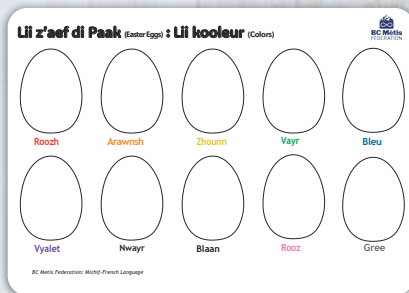 Lii z'aef di Paak (Easter Eggs) : Lii kooleur (Colors)
BC Métis
FEDERATION
Roozh Arawnsh Zhounn Vayr Bleu
Vyalet Nwayr Blaan Rooz Gree
BC Metis Federation: Michif-French Language